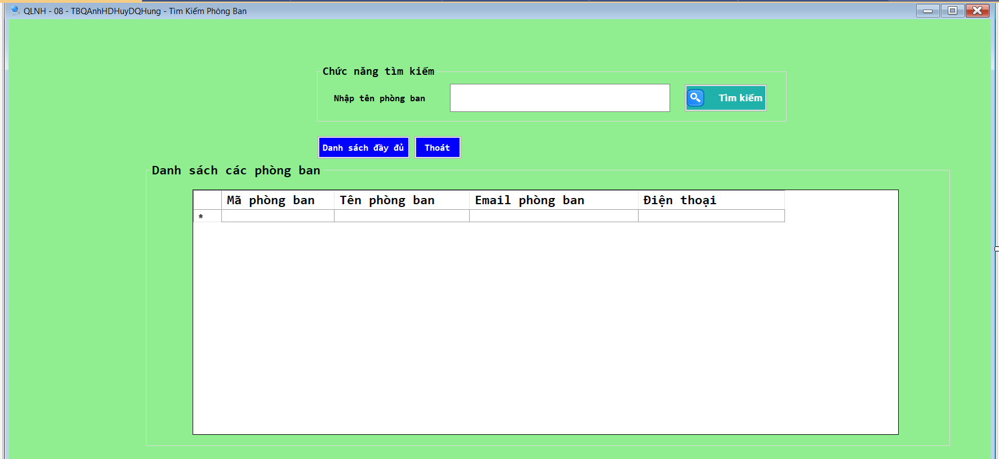 QLNH - 08 - TBQAnhHDHuyDQHung - Tìm Kiếm Phòng Ban
Chức năng tìm kiếm
Nhập tên phòng ban
Tìm kiếm
Danh sách đầy đủ
Thoát
Danh sách các phòng ban
Mã phòng ban Tên phòng ban Email phòng ban Điện thoại
*